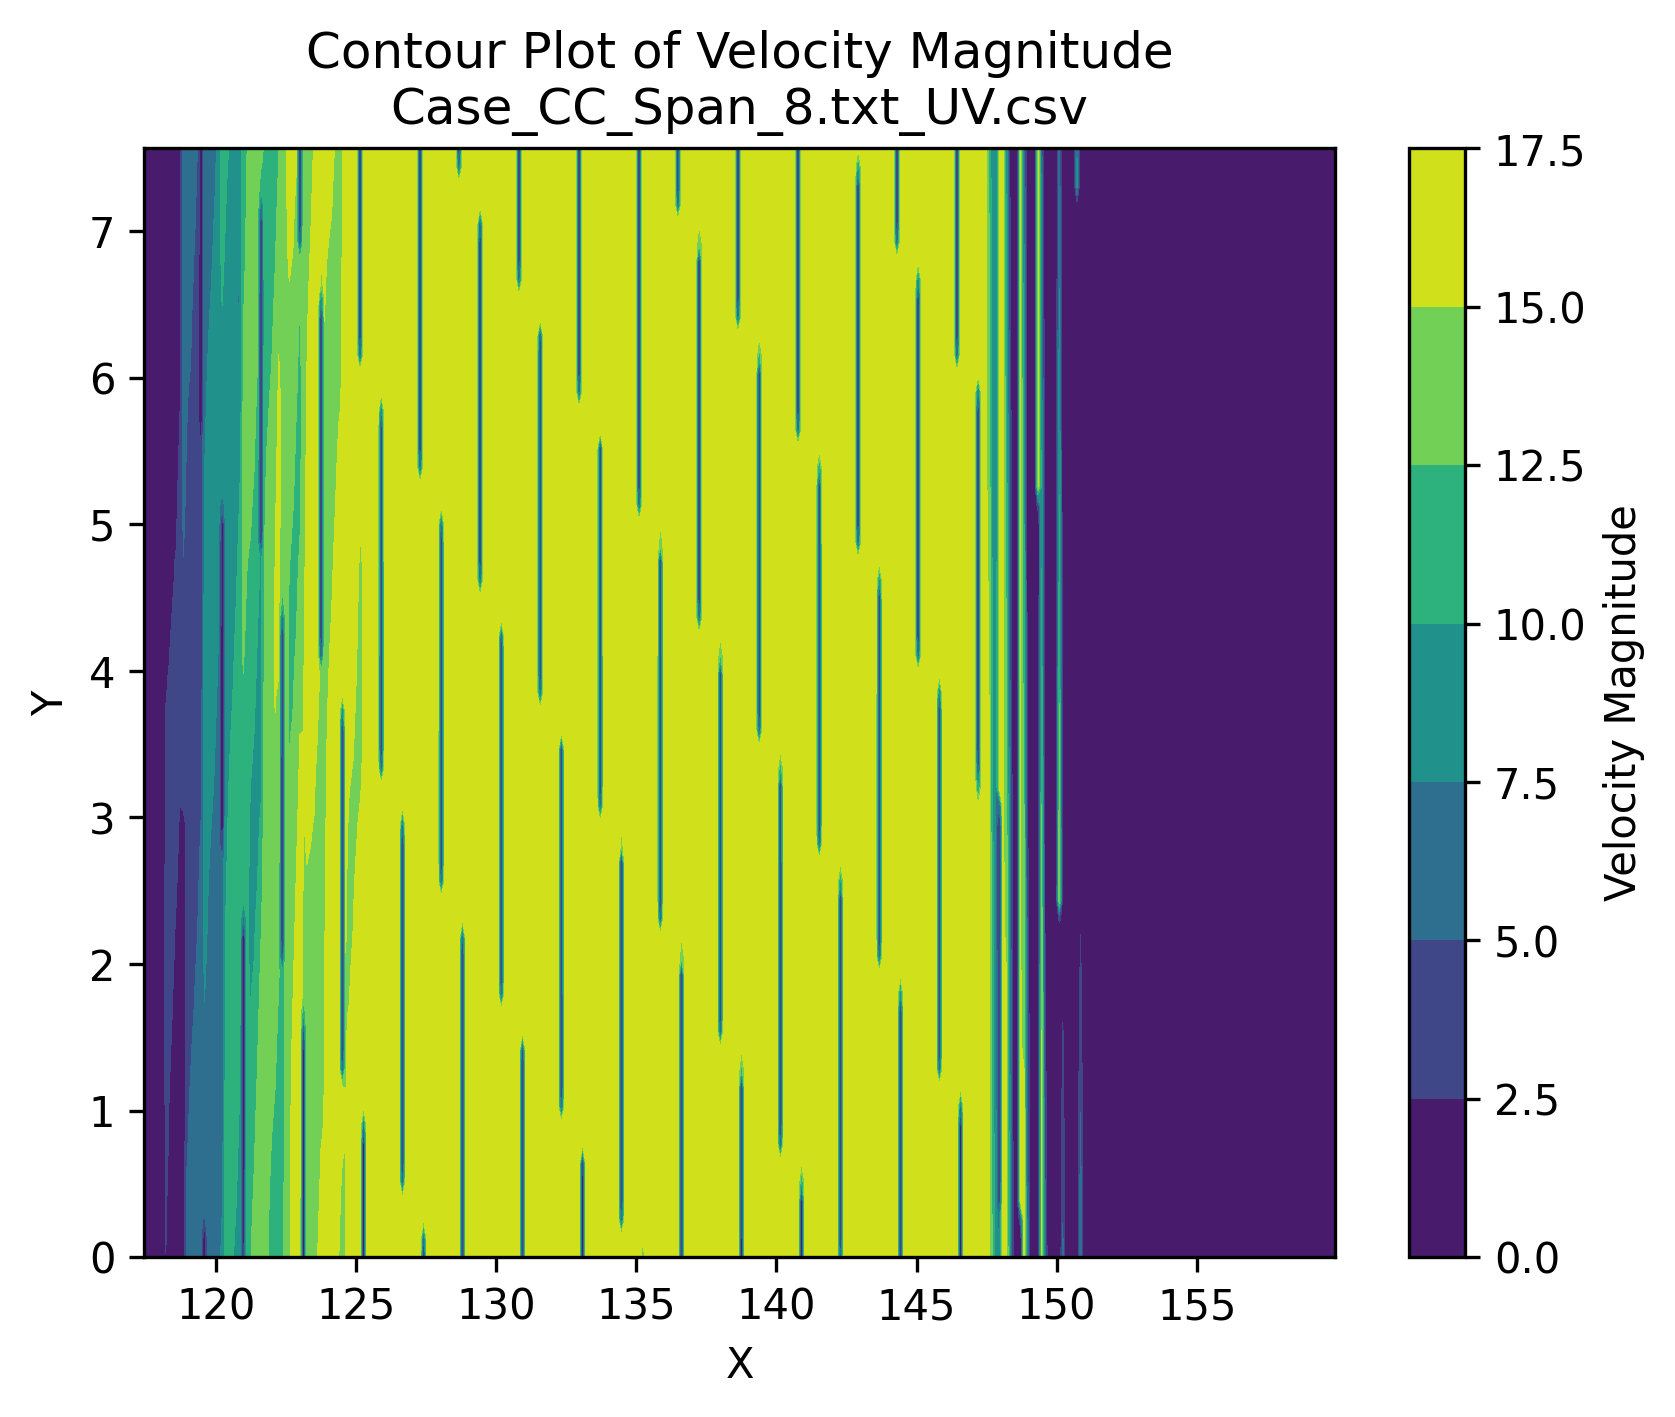 Contour Plot of Velocity Magnitude
Case_CC_Span_8.txt_UV.csv
7
6
5
4
3
2
1
0
Y
120 125 130 135 140 145 150 155
X
17.5
15.0
12.5
10.0
7.5
5.0
2.5
0.0
Velocity Magnitude